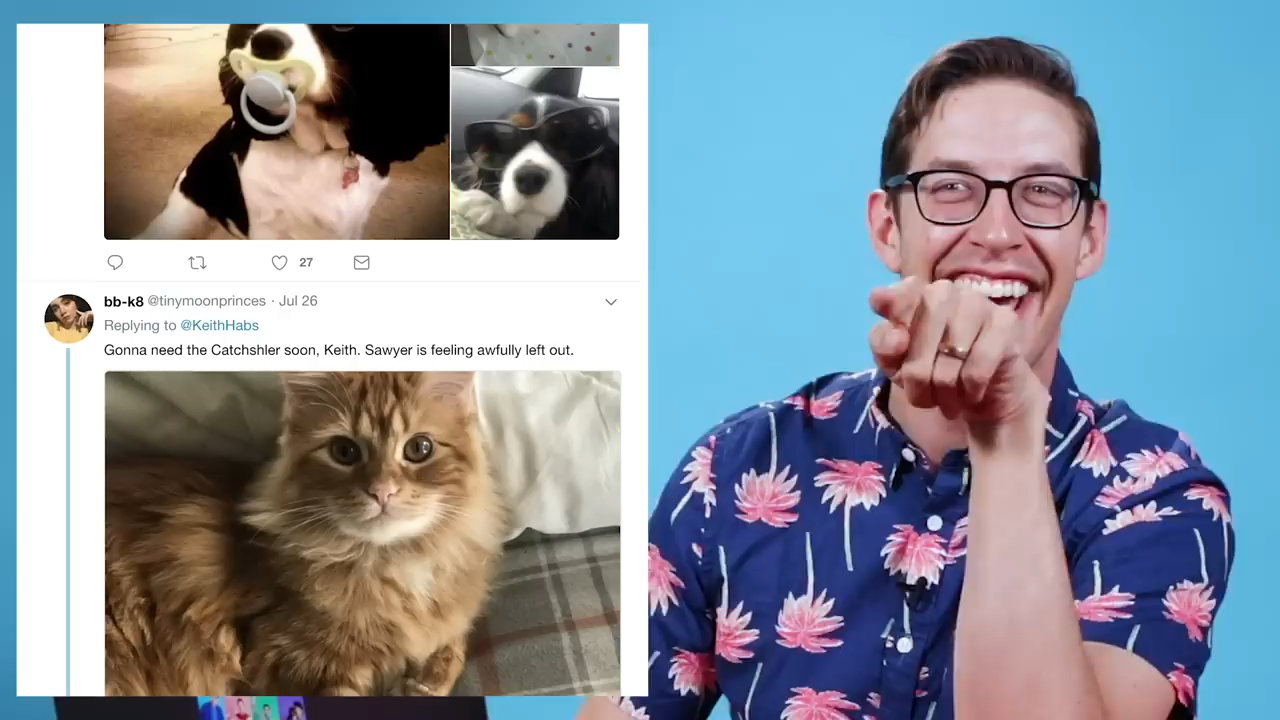 27
bb-k8 @tinymoonprinces · Jul 26
Replying to @KeithHabs
Gonna need the Catchshler soon, Keith. Sawyer is feeling awfully left out.